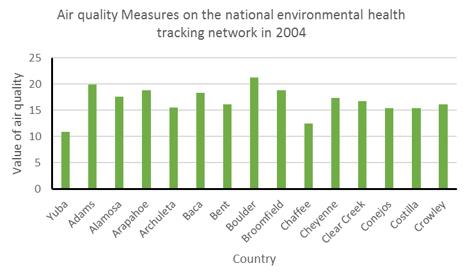 Air quality Measures on the national environmental health
tracking network in 2004
Value of air quality
25
20
15
10
5
0
Yuba
Adams
Alamosa
Arapahoe
Archuleta
Baca
Bent
Boulder
Broomfield
Chaffee
Cheyenne
Clear Creek
Conejos
Costilla
Crowley
Country